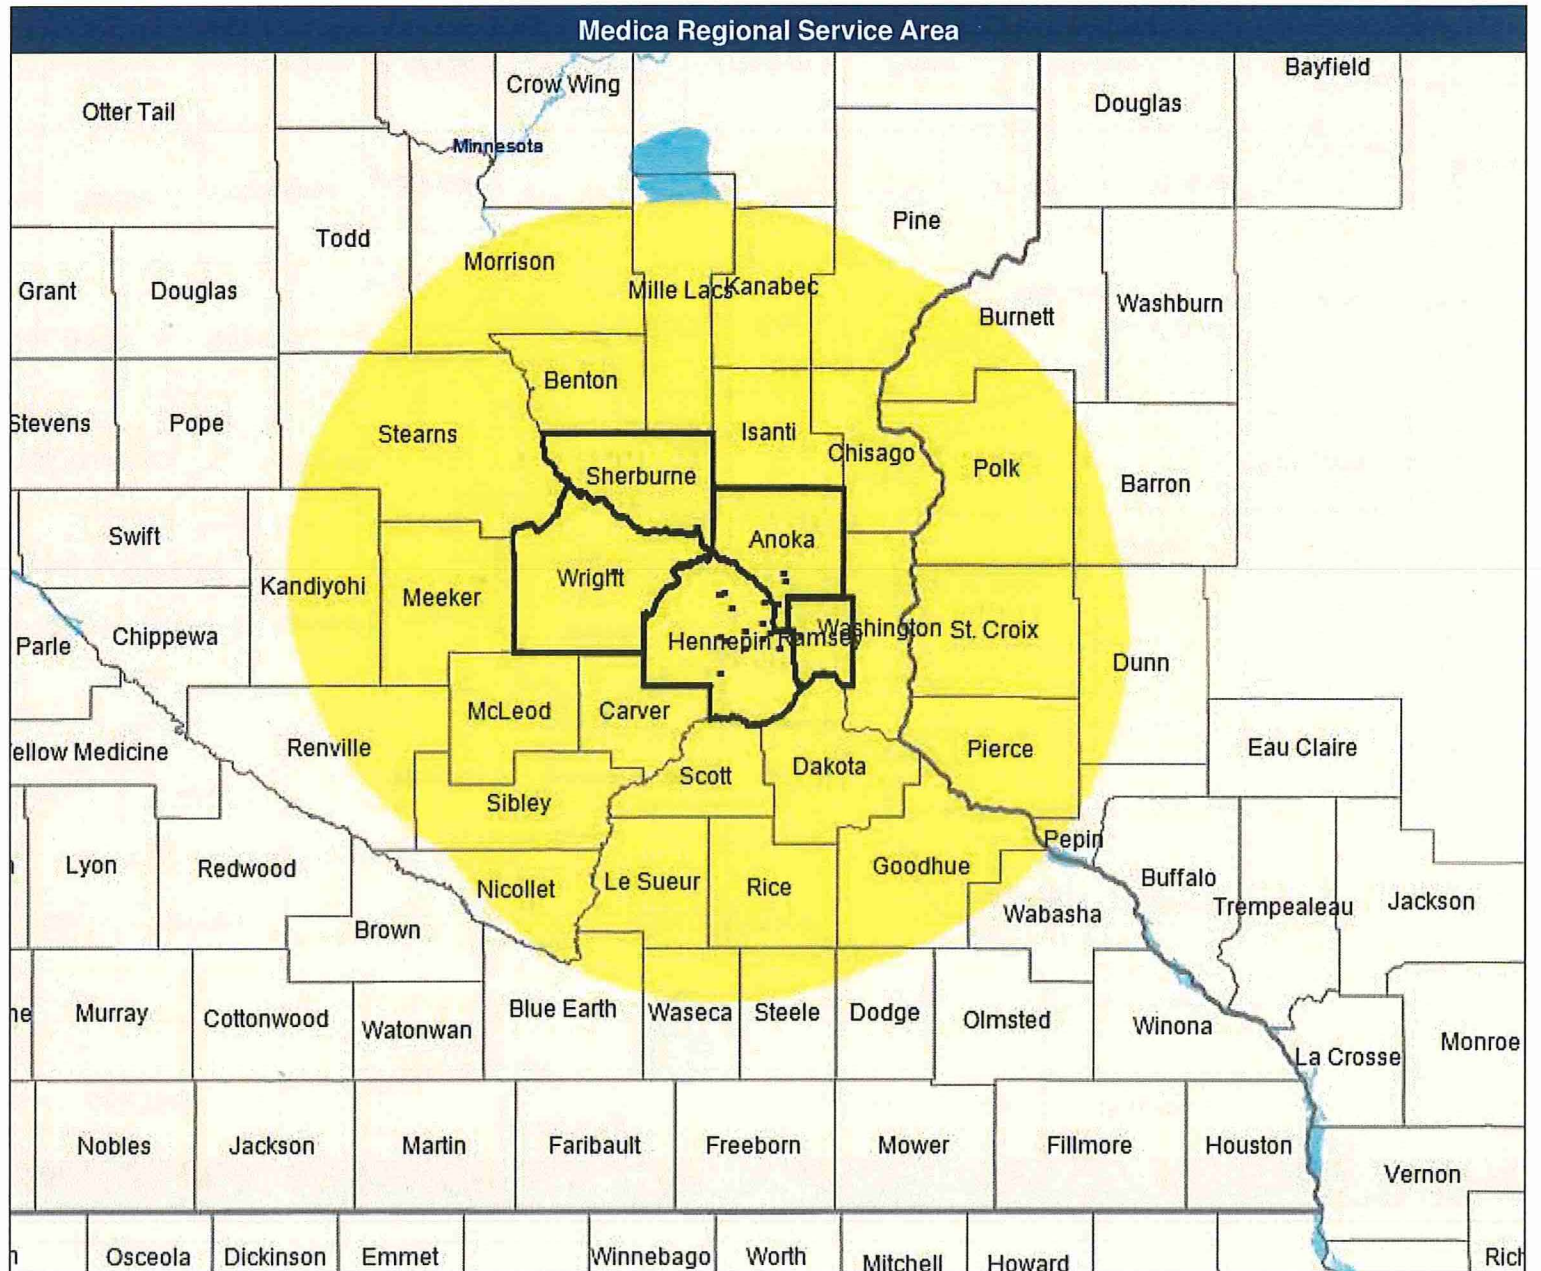 Medica Regional Service Area
Bayfield
Crow Wing
Douglas
Otter Tail
Minnesota
Pine
Todd
Morrison
Grant
Douglas
Mille Lacs
Kanabec
Burnett
Washburn
Benton
Stevens
Pope
Stearns
Isanti
Chisago
Sherburne
Polk
Barron
Swift
Anoka
Kandiyohi
Wright
Meeker
Parle
Chippewa
Hennepin
Ramsey
Washington
St. Croix
Dunn
McLeod
Carver
ellow Medicine
Renville
Scott
Dakota
Pierce
Eau Claire
Sibley
Lyon
Redwood
Nicollet
Le Sueur
Rice
Goodhue
Pepin
Buffalo
Trempealeau
Jackson
Wabasha
Brown
Murray
Cottonwood
Watonwan
Blue Earth
Waseca
Steele
Dodge
Olmsted
Winona
La Crosse
Monroe
Nobles
Jackson
Martin
Faribault
Freeborn
Mower
Fillmore
Houston
Vernon
Osceola
Dickinson
Emmet
Winnebago
Worth
Mitchell
Howard
Rich